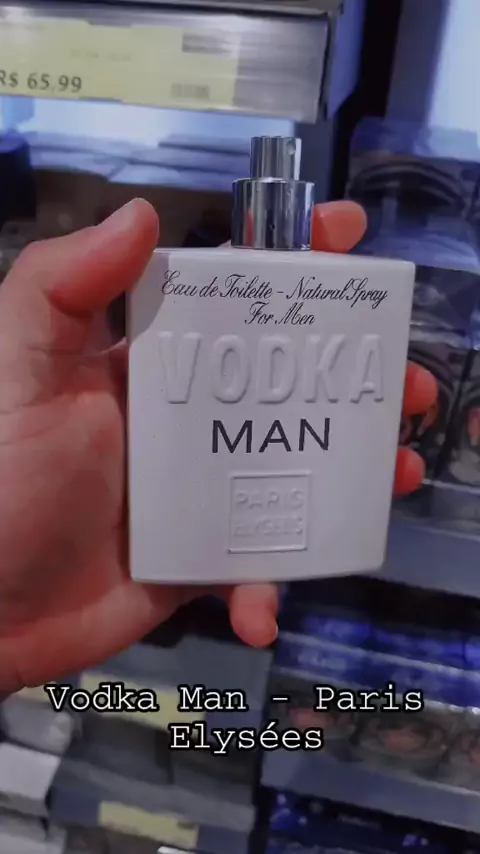 R$ 65,99
Eau de Toilette - Natural Spray
For Men
VODKA
MAN
PARIS
ELYSEES
Vodka Man - Paris
Elysées